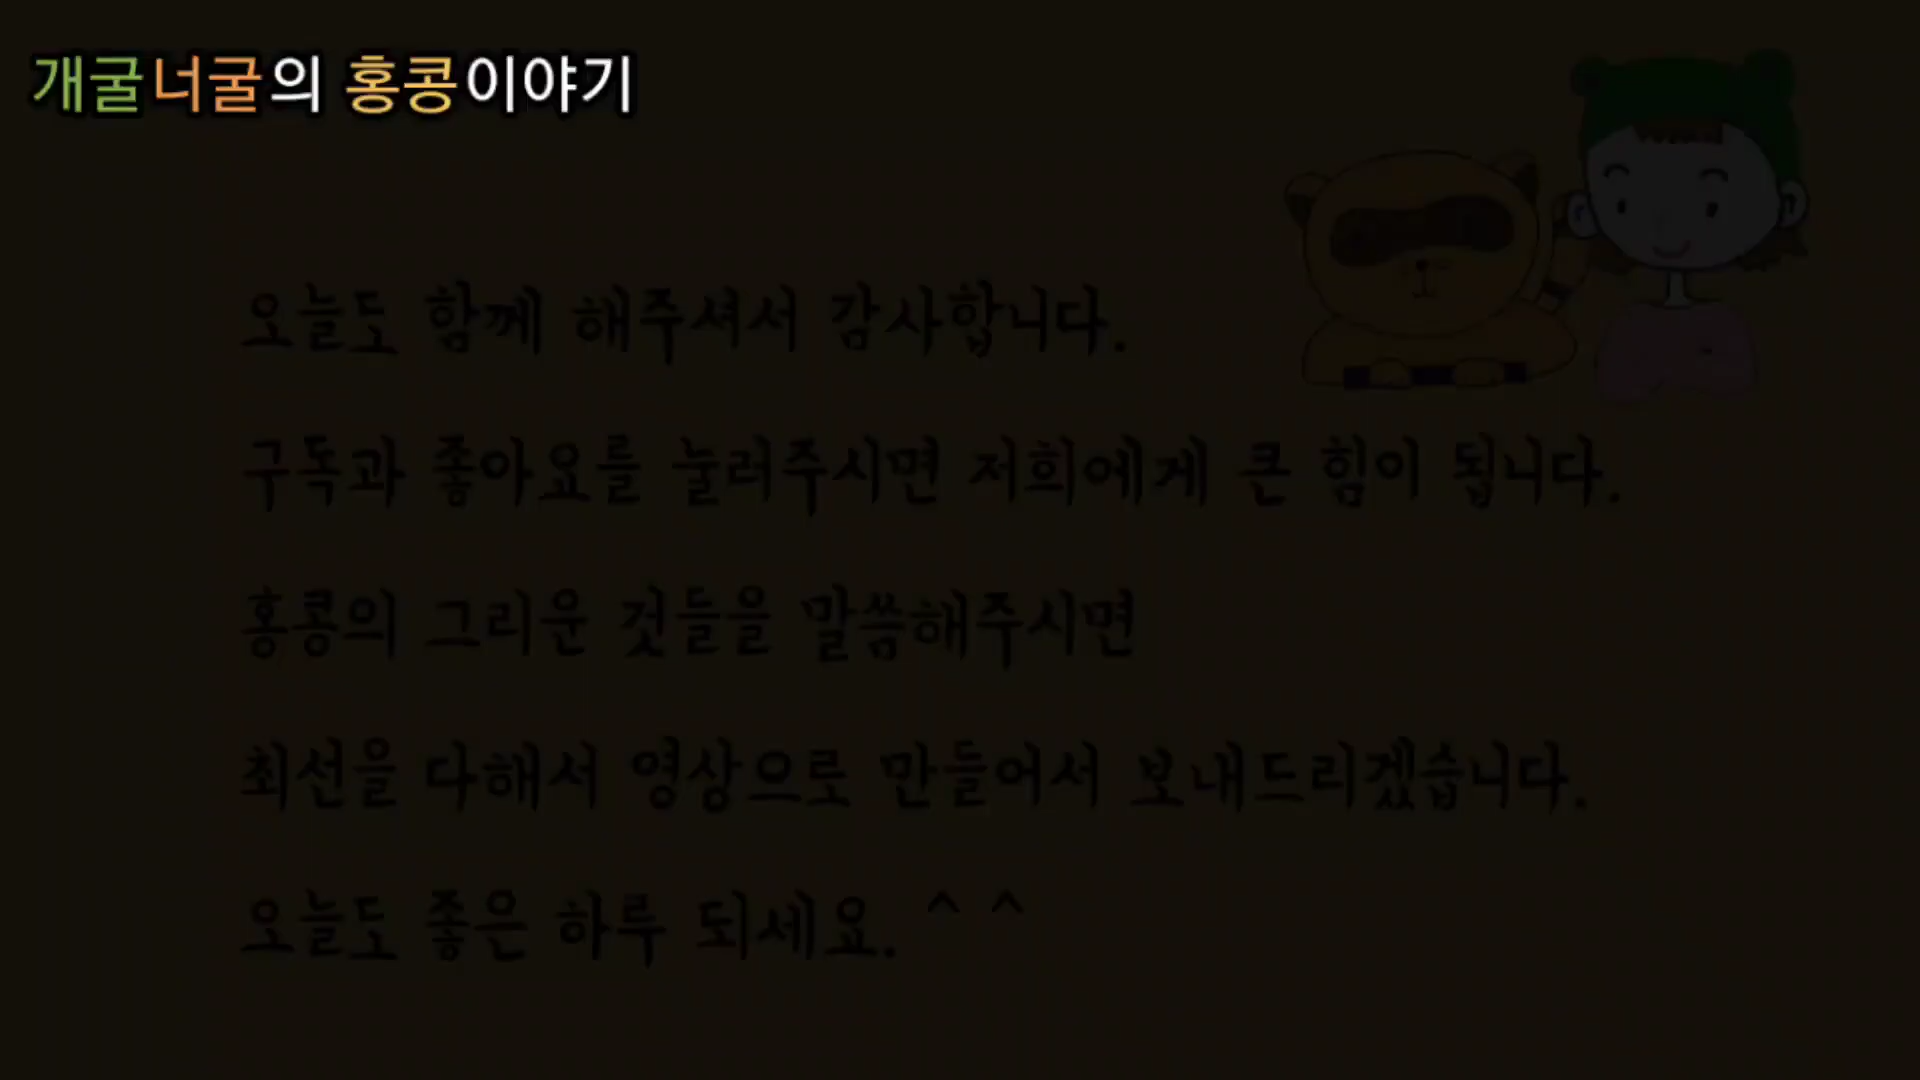 개굴너굴의 홍콩이야기
오늘도 함께 해주셔서 감사합니다.
구독과 좋아요를 눌러주시면 저희에게 큰 힘이 됩니다.
홍콩의 그리운 것들을 말씀해주시면
최선을 다해서 영상으로 만들어서 보내드리겠습니다.
오늘도 좋은 하루 되세요. ^ ^